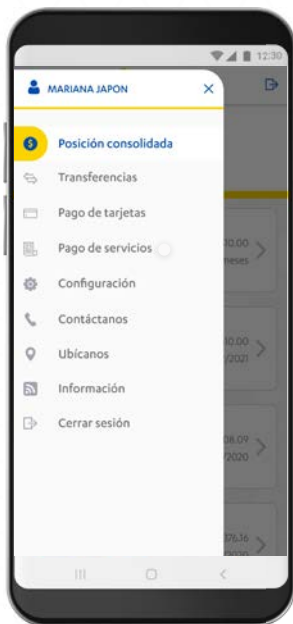 12:30
MARIANA JAPON
Posición consolidada
Transferencias
Pago de tarjetas
Pago de servicios
Configuración
Contáctanos
Ubícanos
Información
Cerrar sesión